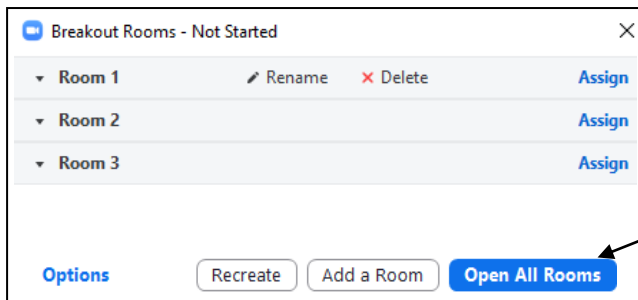 Breakout Rooms - Not Started
Room 1 Rename Delete Assign
Room 2 Assign
Room 3 Assign
Options Recreate Add a Room Open All Rooms